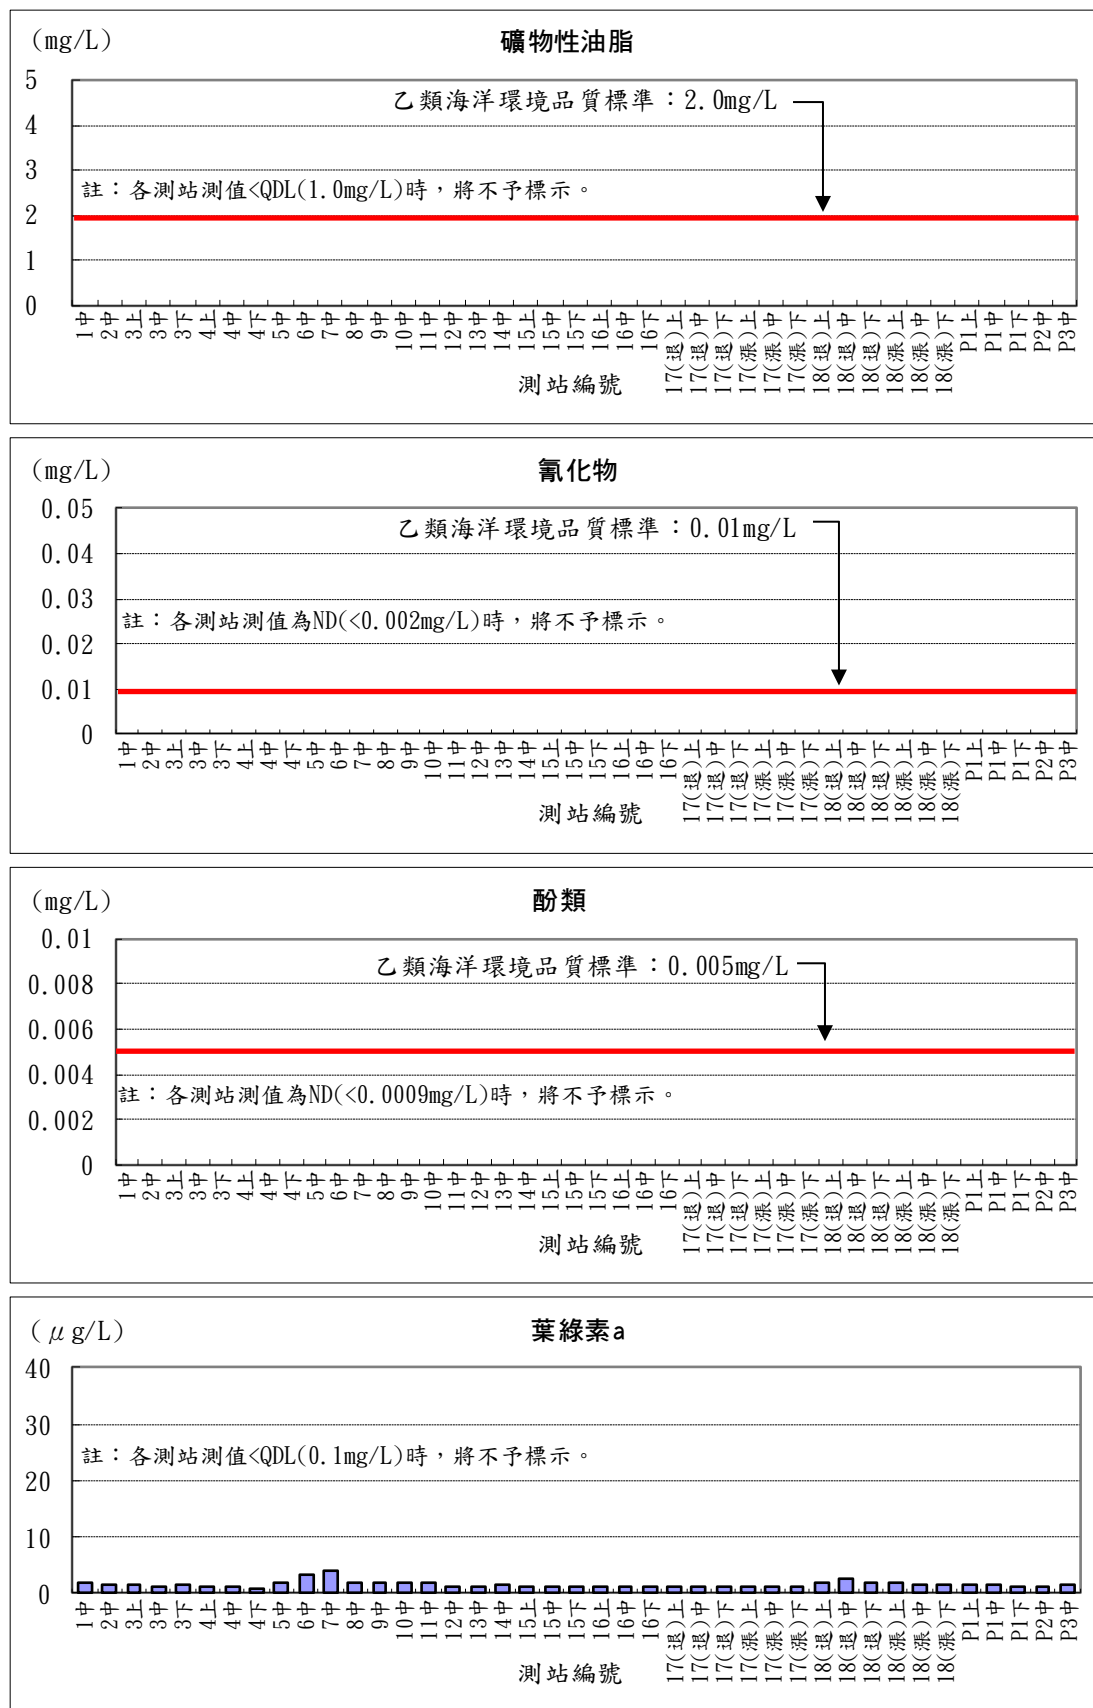 (mg/L)
礦物性油脂
5
4
3
2
1
0
乙類海洋環境品質標準：2.0mg/L
註：各測站測值<QDL(1.0mg/L)時，將不予標示。
1中 2中 3上 3中 3下 4上 4中 4下 5中 6中 7中 8中 9中 10中 11中 12中 13中 14中 15上 15中 15下 16上 16中 16下 17(退)上 17(退)中 17(退)下 17(漲)上 17(漲)中 17(漲)下 18(退)上 18(退)中 18(退)下 18(漲)上 18(漲)中 18(漲)下 P1上 P1中 P1下 P2中 P3中
測站編號
(mg/L)
氰化物
0.05
0.04
0.03
0.02
0.01
0
乙類海洋環境品質標準：0.01mg/L
註：各測站測值為ND(<0.002mg/L)時，將不予標示。
1中 2中 3上 3中 3下 4上 4中 4下 5中 6中 7中 8中 9中 10中 11中 12中 13中 14中 15上 15中 15下 16上 16中 16下 17(退)上 17(退)中 17(退)下 17(漲)上 17(漲)中 17(漲)下 18(退)上 18(退)中 18(退)下 18(漲)上 18(漲)中 18(漲)下 P1上 P1中 P1下 P2中 P3中
測站編號
(mg/L)
酚類
0.01
0.008
0.006
0.004
0.002
0
乙類海洋環境品質標準：0.005mg/L
註：各測站測值為ND(<0.0009mg/L)時，將不予標示。
1中 2中 3上 3中 3下 4上 4中 4下 5中 6中 7中 8中 9中 10中 11中 12中 13中 14中 15上 15中 15下 16上 16中 16下 17(退)上 17(退)中 17(退)下 17(漲)上 17(漲)中 17(漲)下 18(退)上 18(退)中 18(退)下 18(漲)上 18(漲)中 18(漲)下 P1上 P1中 P1下 P2中 P3中
測站編號
(μg/L)
葉綠素a
40
30
20
10
0
註：各測站測值<QDL(0.1mg/L)時，將不予標示。
1中 2中 3上 3中 3下 4上 4中 4下 5中 6中 7中 8中 9中 10中 11中 12中 13中 14中 15上 15中 15下 16上 16中 16下 17(退)上 17(退)中 17(退)下 17(漲)上 17(漲)中 17(漲)下 18(退)上 18(退)中 18(退)下 18(漲)上 18(漲)中 18(漲)下 P1上 P1中 P1下 P2中 P3中
測站編號